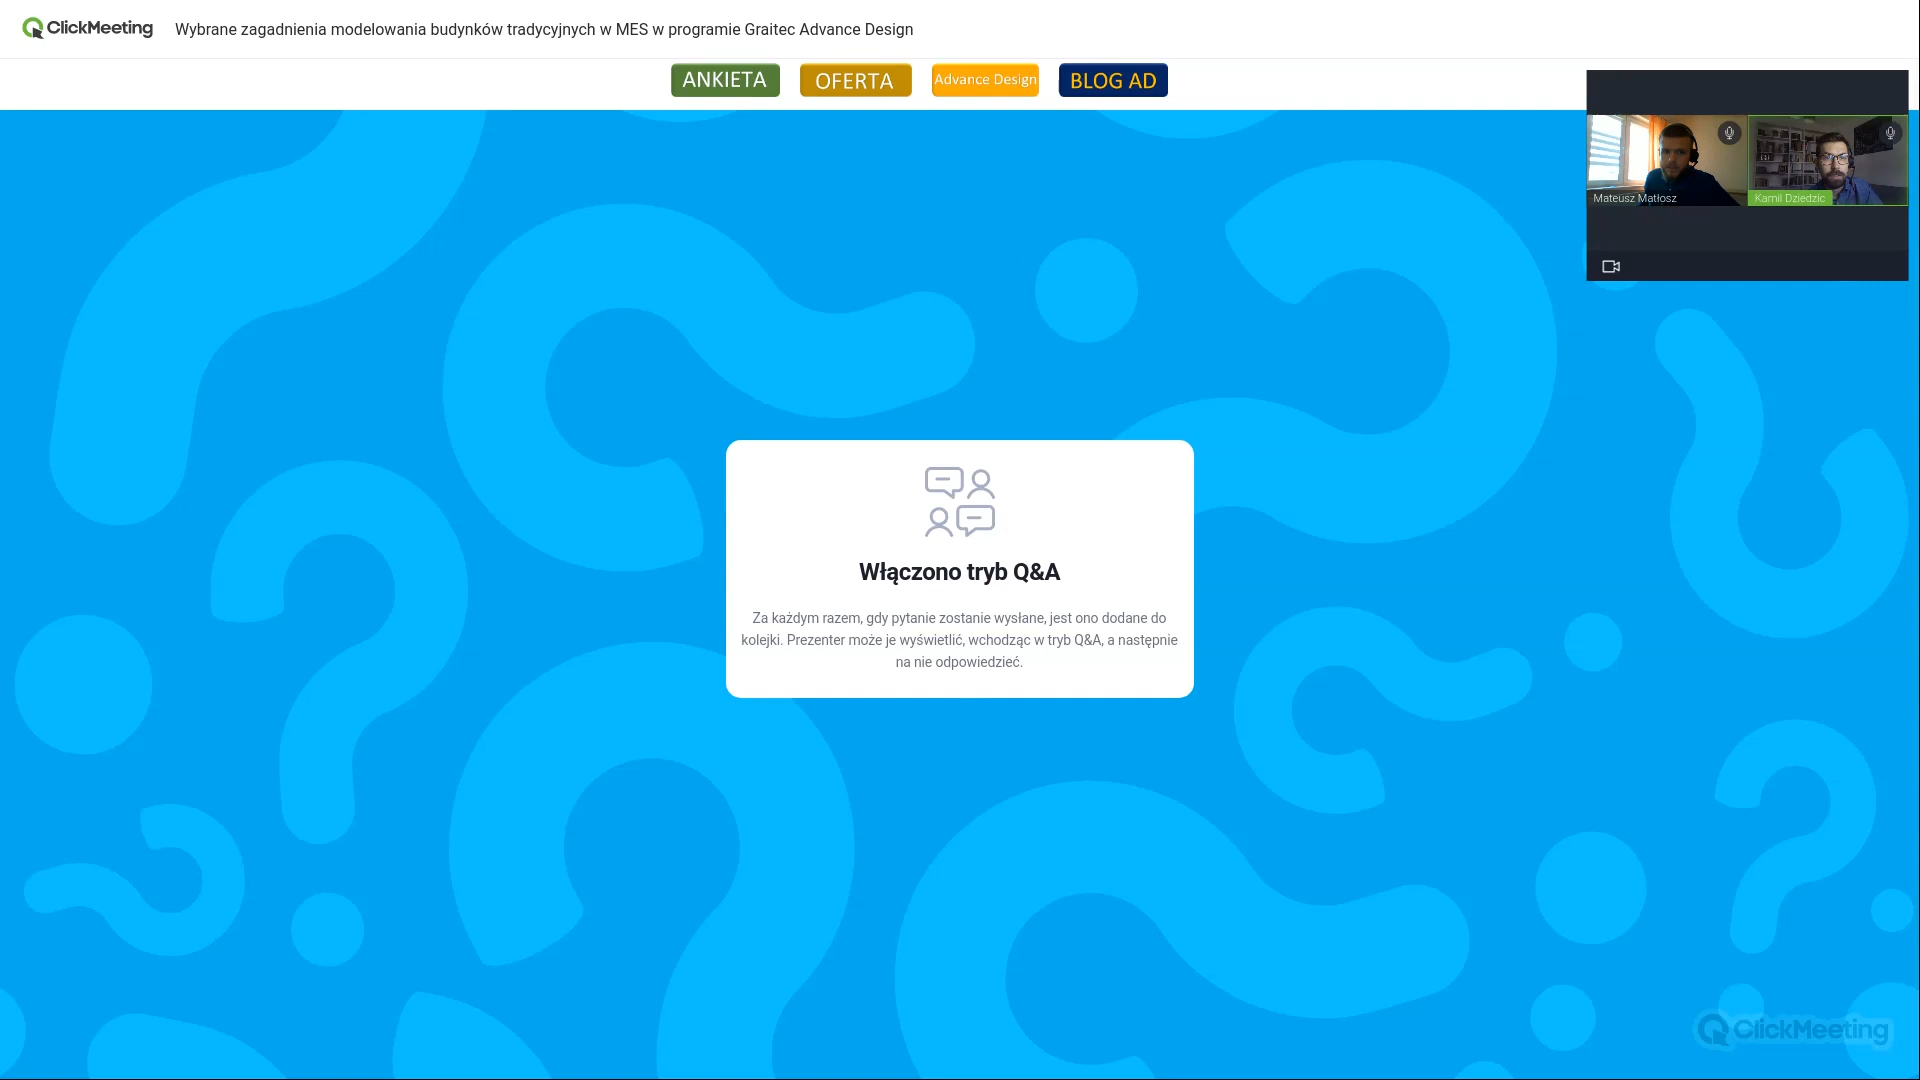 ClickMeeting
Wybrane zagadnienia modelowania budynków tradycyjnych w MES w programie Graitec Advance Design
ANKIETA
OFERTA
Advance Design
BLOG AD
Mateusz Matłosz
Kamil Dziedzic
Włączono tryb Q&A
Za każdym razem, gdy pytanie zostanie wysłane, jest ono dodane do
kolejki. Prezenter może je wyświetlić, wchodząc w tryb Q&A, a następnie
na nie odpowiedzieć.
ClickMeeting